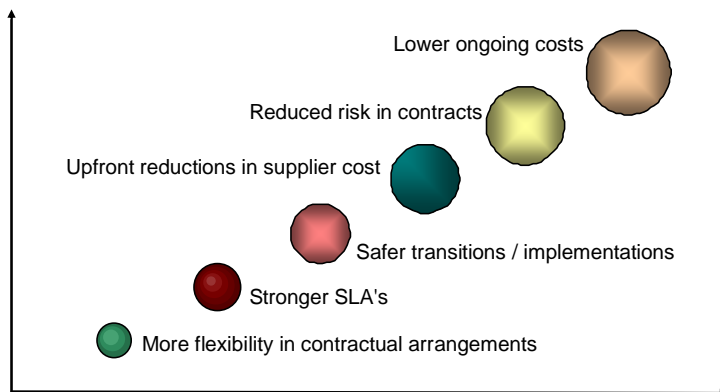 Lower ongoing costs
Reduced risk in contracts
Upfront reductions in supplier cost
Safer transitions / implementations
Stronger SLA's
More flexibility in contractual arrangements